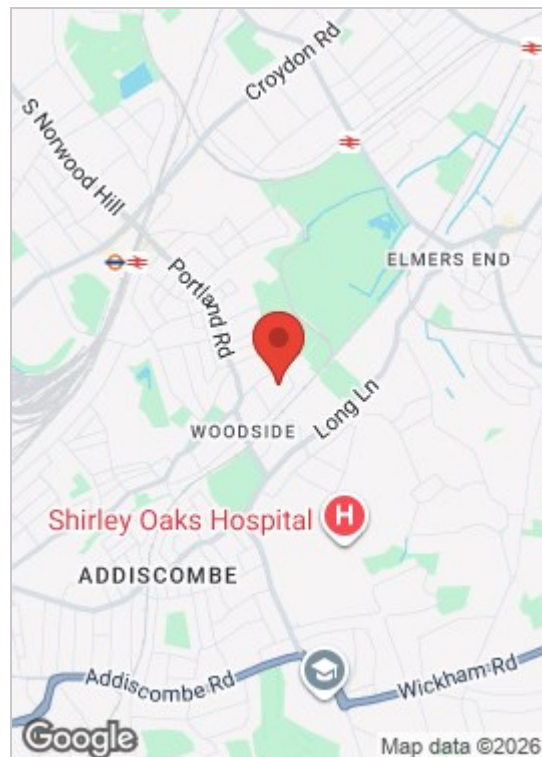 Croydon Rd
S Norwood Hill
Portland Rd
ELMERS END
WOODSIDE
Long Ln
Shirley Oaks Hospital
H
ADDISCOMBE
Addiscombe Rd
Wickham Rd
Google
Map data ©2026